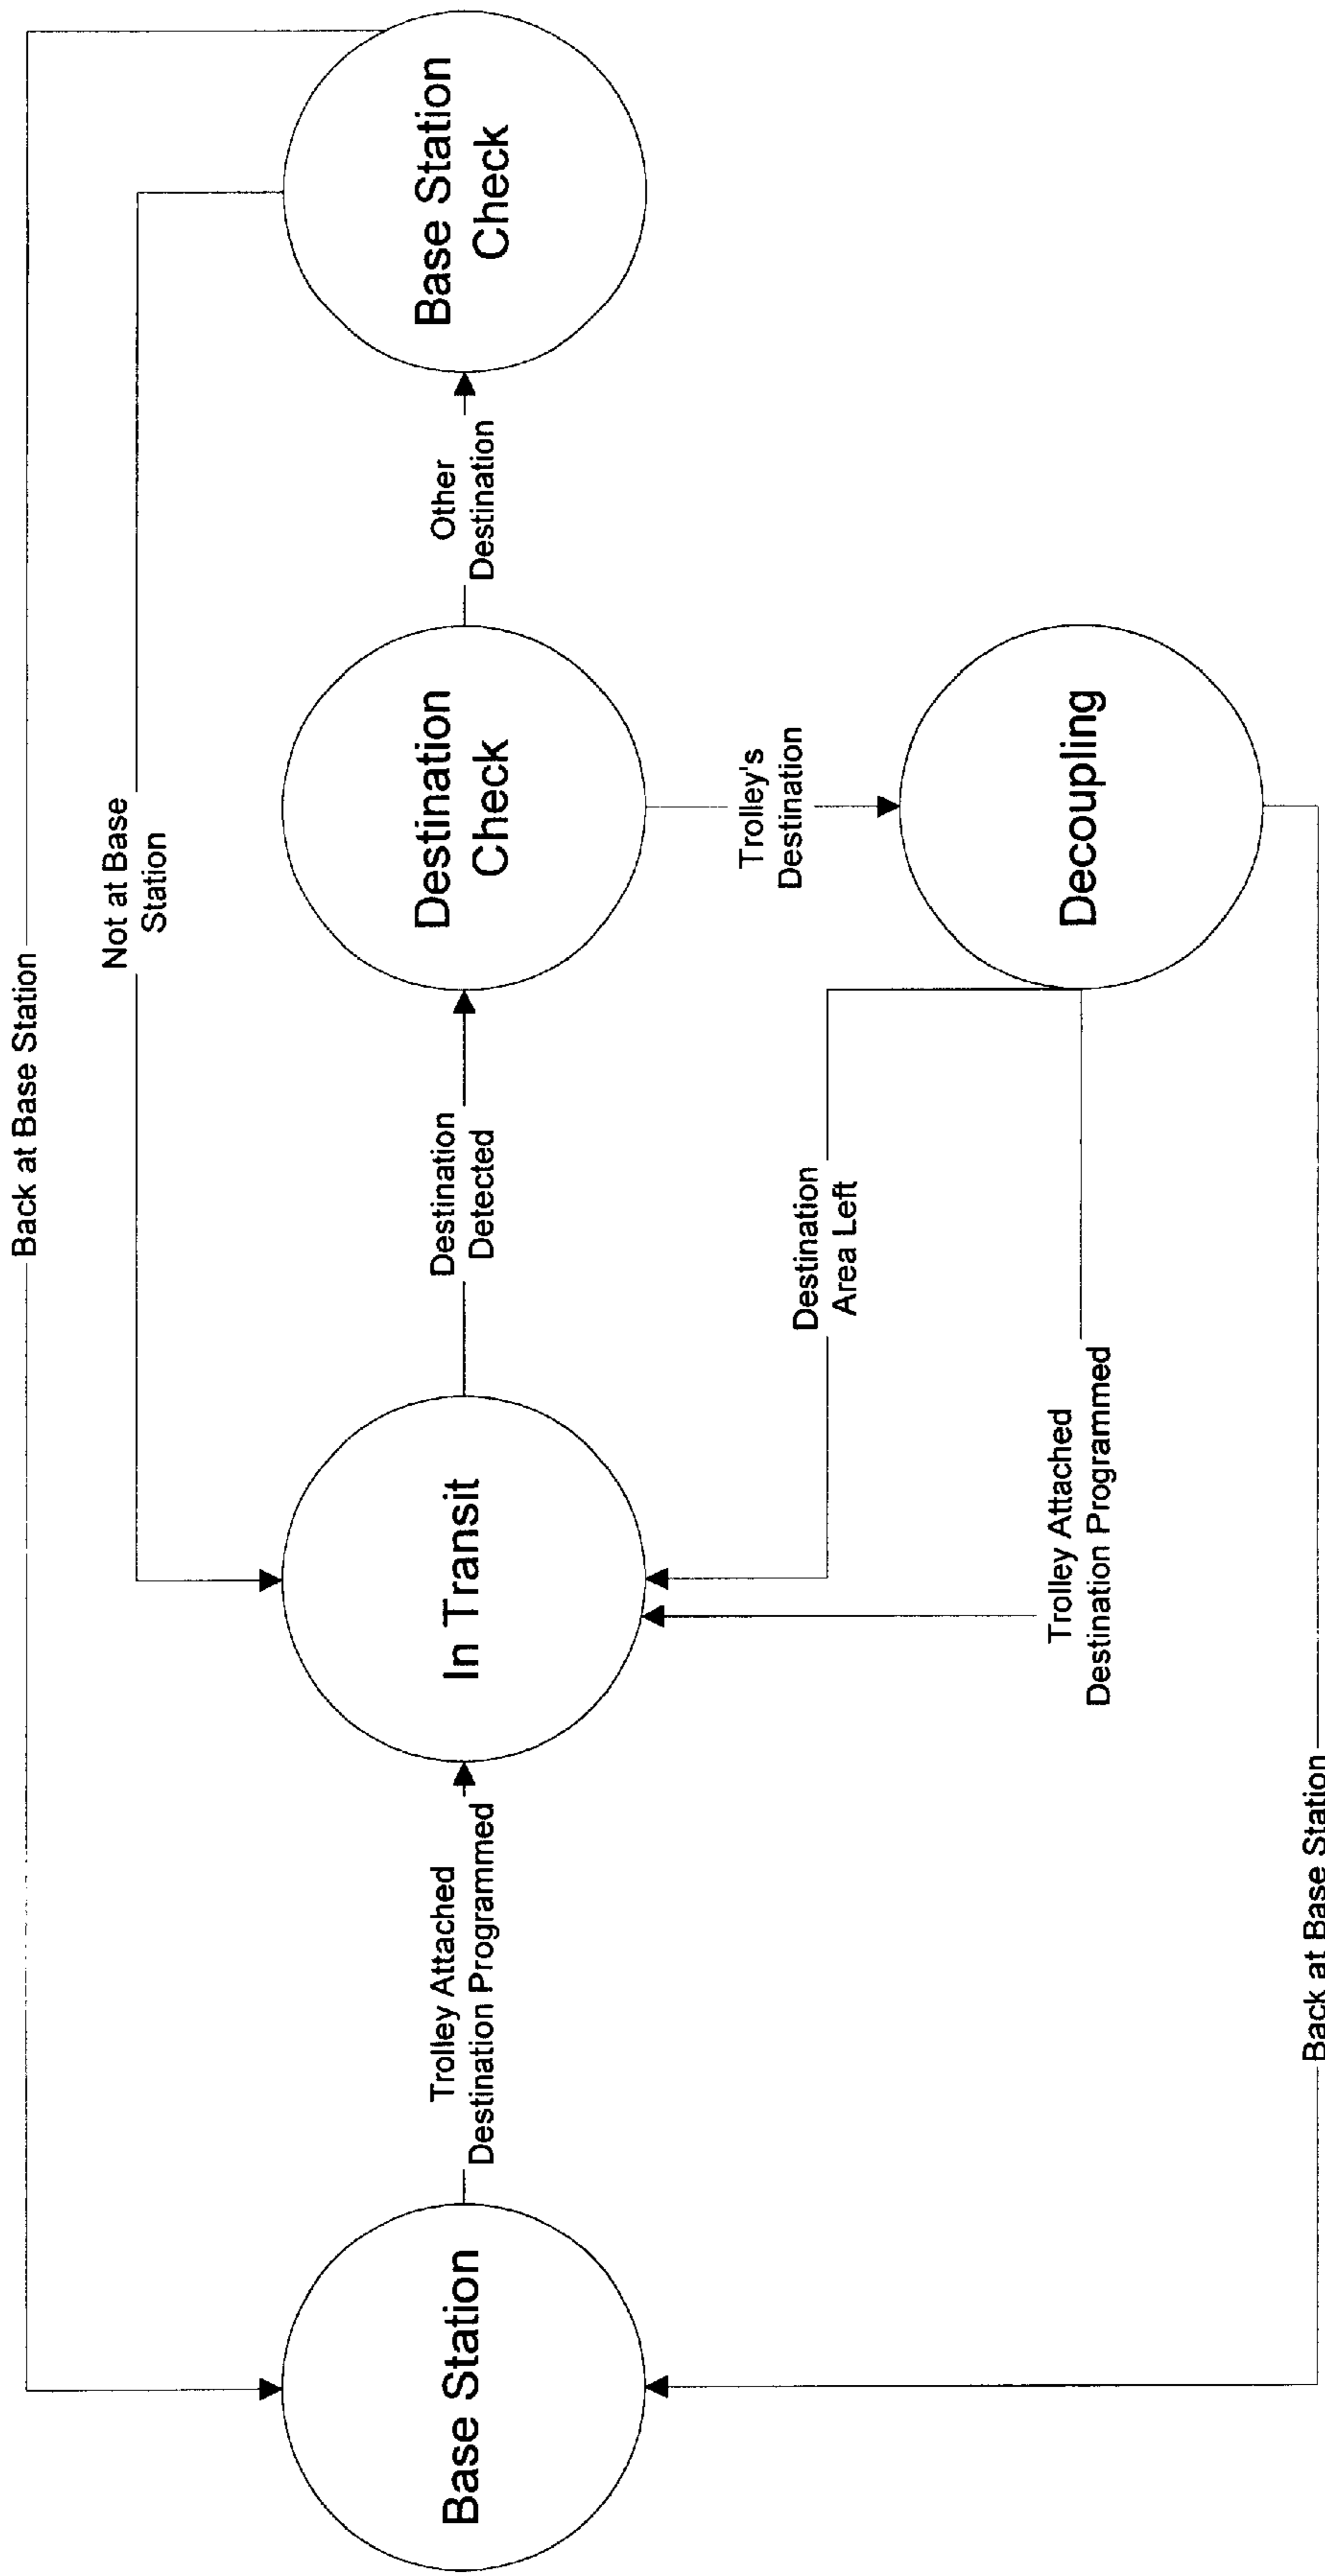 Back at Base Station
Not at Base
Station
Base Station
Trolley Attached
Destination Programmed
In Transit
Destination
Detected
Destination
Check
Other
Destination
Base Station
Check
Destination
Area Left
Trolley's
Destination
Trolley Attached
Destination Programmed
Decoupling
Back at Base Station